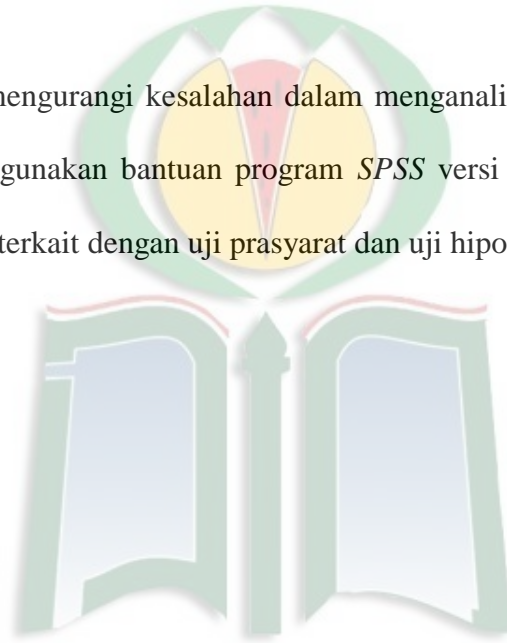 mengurangi kesalahan dalam menganali
gunakan bantuan program SPSS versi
terkait dengan uji prasyarat dan uji hipo